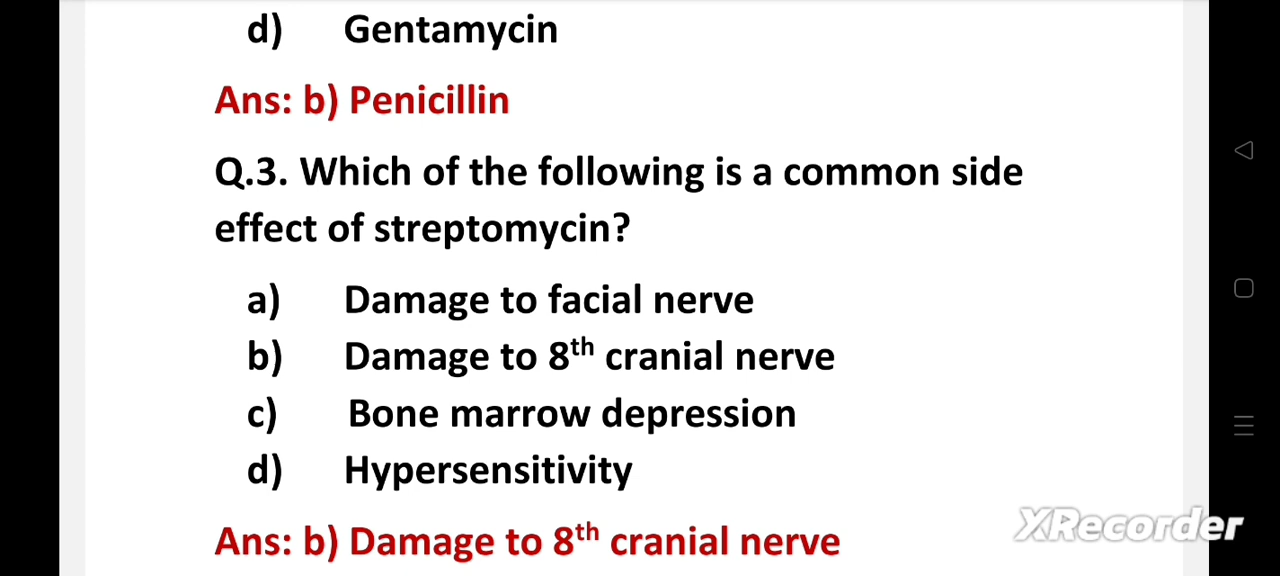 d) Gentamycin
Ans: b) Penicillin
Q.3. Which of the following is a common side
effect of streptomycin?
a) Damage to facial nerve
b) Damage to 8th cranial nerve
c) Bone marrow depression
d) Hypersensitivity
Ans: b) Damage to 8th cranial nerve
XRecorder